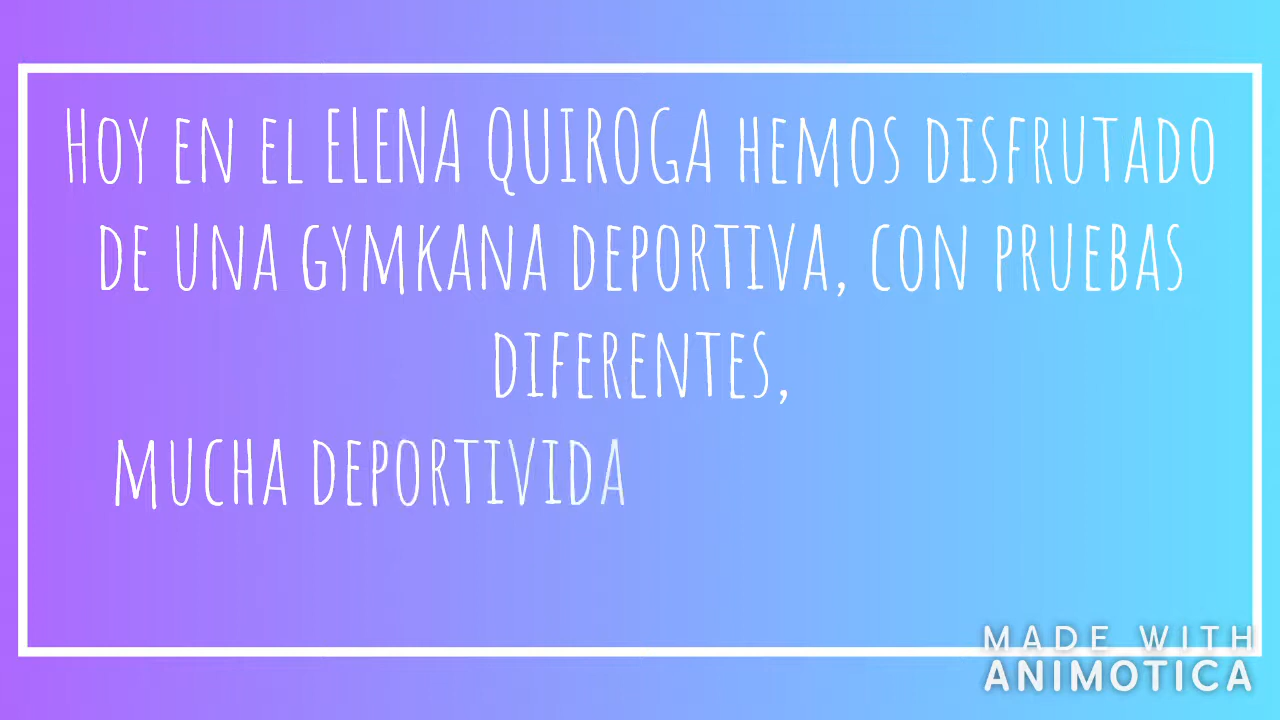 Hoy en el ELENA QUIROGA hemos disfrutado
de una gymkana deportiva, con pruebas
diferentes,
mucha deportivida
MADE WITH
ANIMOTICA